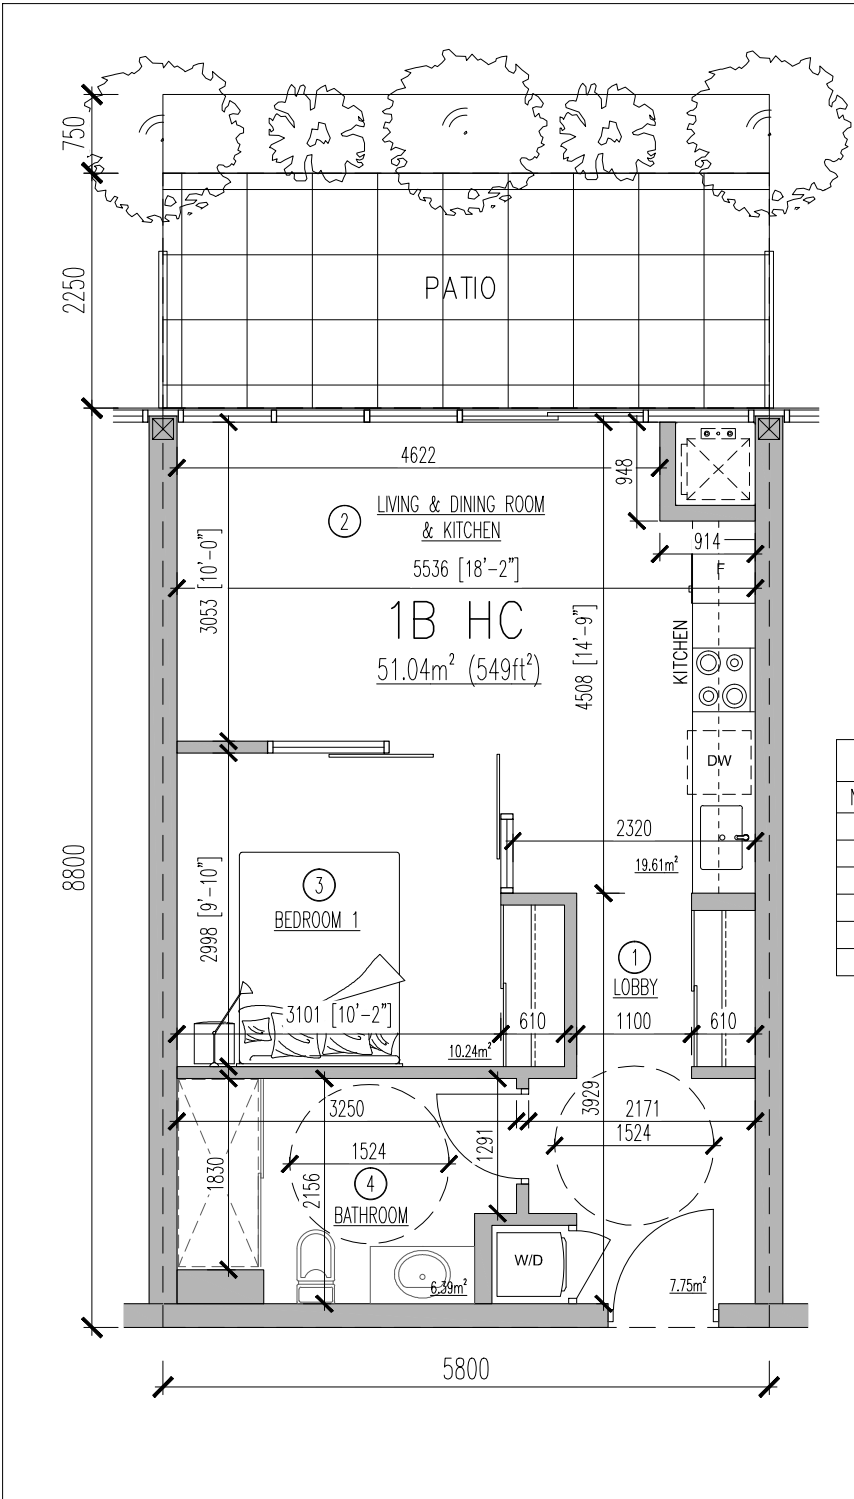 750
2250
PATIO
8800
4622
948
2
LIVING & DINING ROOM
& KITCHEN
914
F
5536 [18'-2"]
3053 [10'-0"]
1B HC
51.04m² (549ft²)
4508 [14'-9"]
KITCHEN
DW
2320
19.61m²
3
BEDROOM 1
2998 [9'-10"]
1
LOBBY
3101 [10'-2"]
610
1100
610
10.24m²
3250
3929
2171
1524
1524
1291
1830
2156
4
BATHROOM
W/D
6.39m²
7.75m²
5800